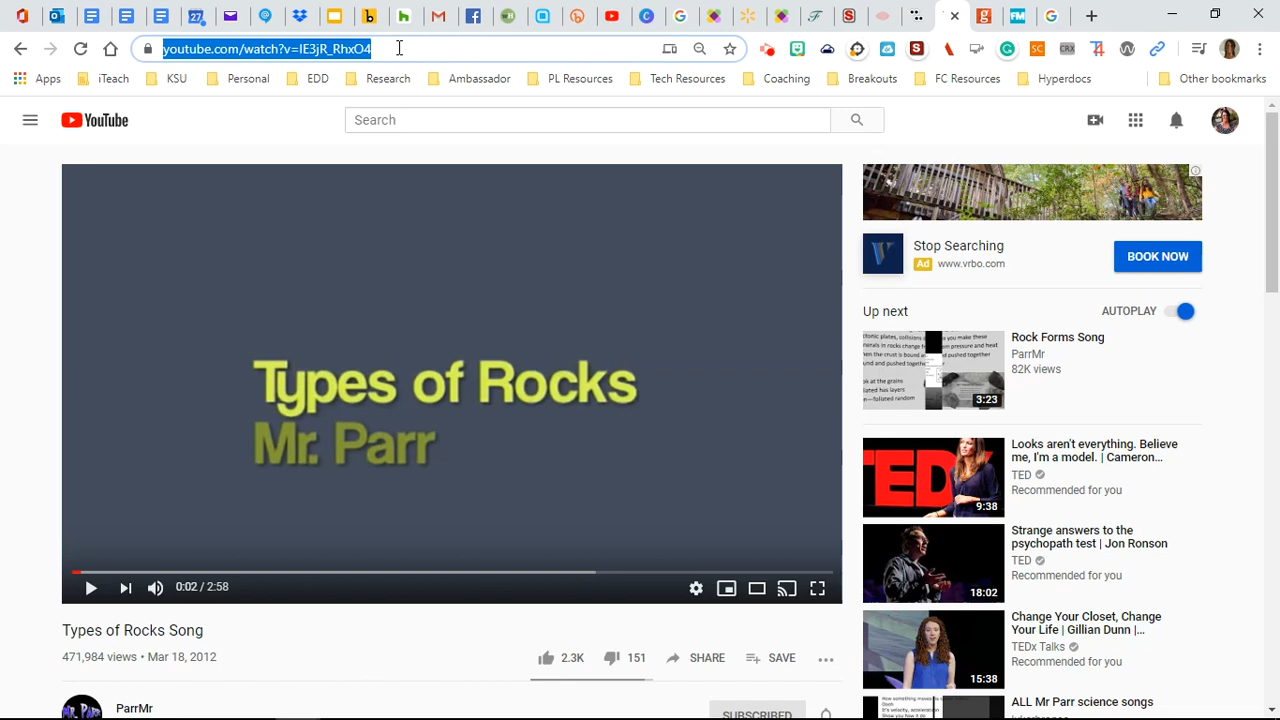 27
youtube.com/watch?v=IE3jR_RhxO4
Apps iTeach KSU Personal EDD Research Ambassador PL Resources Tech Resources Coaching Breakouts FC Resources Hyperdocs Other bookmarks
YouTube
Search
Types of Rocks
Mr. Parr
0:02 / 2:58
Types of Rocks Song
471,984 views • Mar 18, 2012
2.3K 151 SHARE SAVE
ParrMr
SUBSCRIBED
Stop Searching
Ad www.vrbo.com
BOOK NOW
Up next
AUTOPLAY
Rock Forms Song
ParrMr
82K views
3:23
Looks aren't everything. Believe
me, I'm a model. | Cameron...
TED
Recommended for you
9:38
Strange answers to the
psychopath test | Jon Ronson
TED
Recommended for you
18:02
Change Your Closet, Change
Your Life | Gillian Dunn |...
TEDx Talks
Recommended for you
15:38
ALL Mr Parr science songs